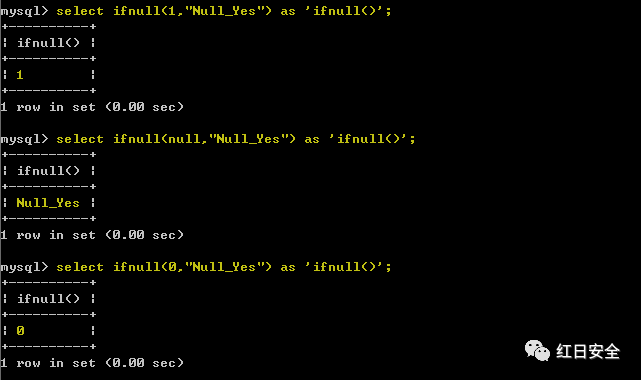 mysql> select ifnull(1,"Null_Yes") as 'ifnull()';
+----------+
¦ ifnull() ¦
+----------+
¦ 1        ¦
+----------+
1 row in set (0.00 sec)
mysql> select ifnull(null,"Null_Yes") as 'ifnull()';
+----------+
¦ ifnull() ¦
+----------+
¦ Null_Yes ¦
+----------+
1 row in set (0.00 sec)
mysql> select ifnull(0,"Null_Yes") as 'ifnull()';
+----------+
¦ ifnull() ¦
+----------+
¦ 0        ¦
+----------+
1 row in set (0.00 sec)
红日安全